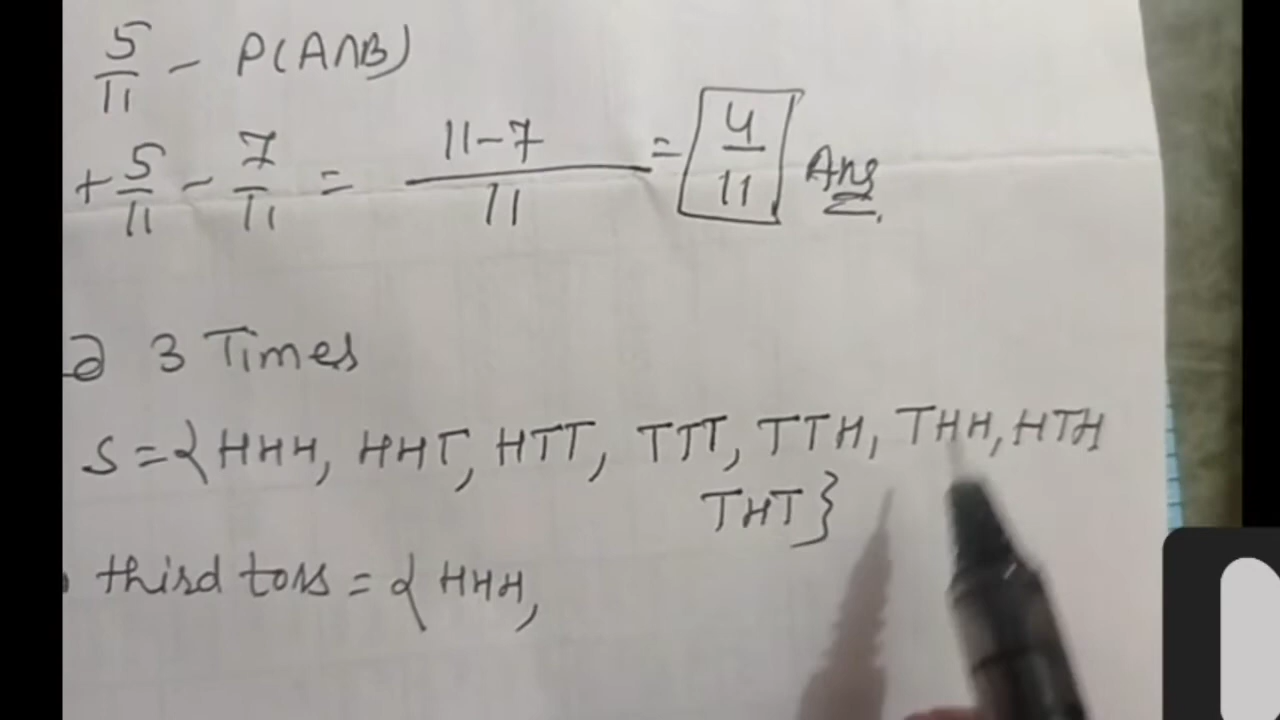 5/11 - P(A∩B)
+ 5/11 - 7/11 = (11-7)/11 = 4/11 Ans
3 Times
S = { HHH, HHT, HTT, TTT, TTH, THH, HTH
THT }
third toss = { HHH,